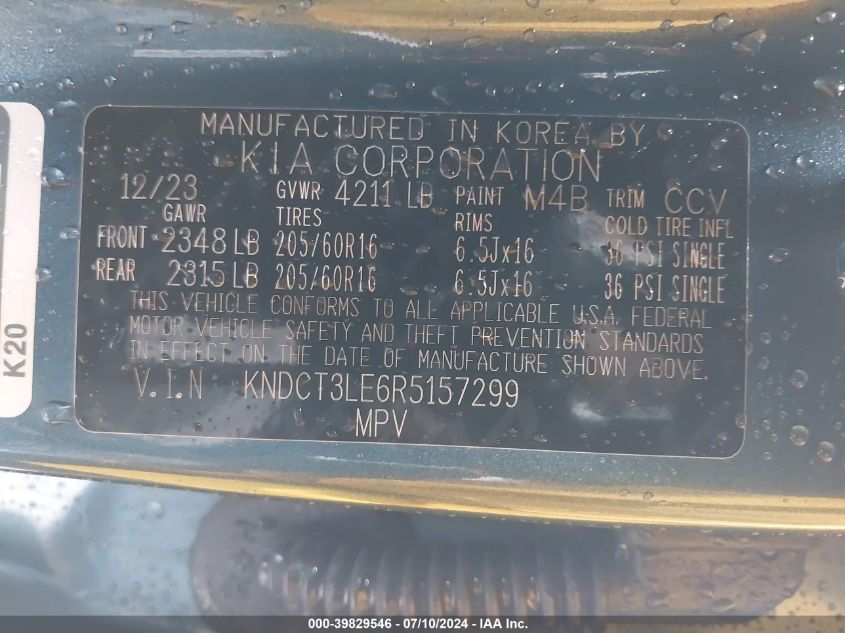 MANUFACTURED IN KOREA BY
KIA CORPORATION
12/23 GVWR 4211 LB PAINT M4B TRIM CCV
GAWR TIRES RIMS COLD TIRE INFL
FRONT 2348 LB 205/60R16 6.5Jx16 36 PSI SINGLE
REAR 2315 LB 205/60R16 6.5Jx16 36 PSI SINGLE
THIS VEHICLE CONFORMS TO ALL APPLICABLE U.S.A. FEDERAL
MOTOR VEHICLE SAFETY AND THEFT PREVENTION STANDARDS
IN EFFECT ON THE DATE OF MANUFACTURE SHOWN ABOVE.
V.I.N KNDCT3LE6R5157299
MPV
K20
000-39829546 / 07/10/2024 - Copyright © 2024 IAA, Inc.